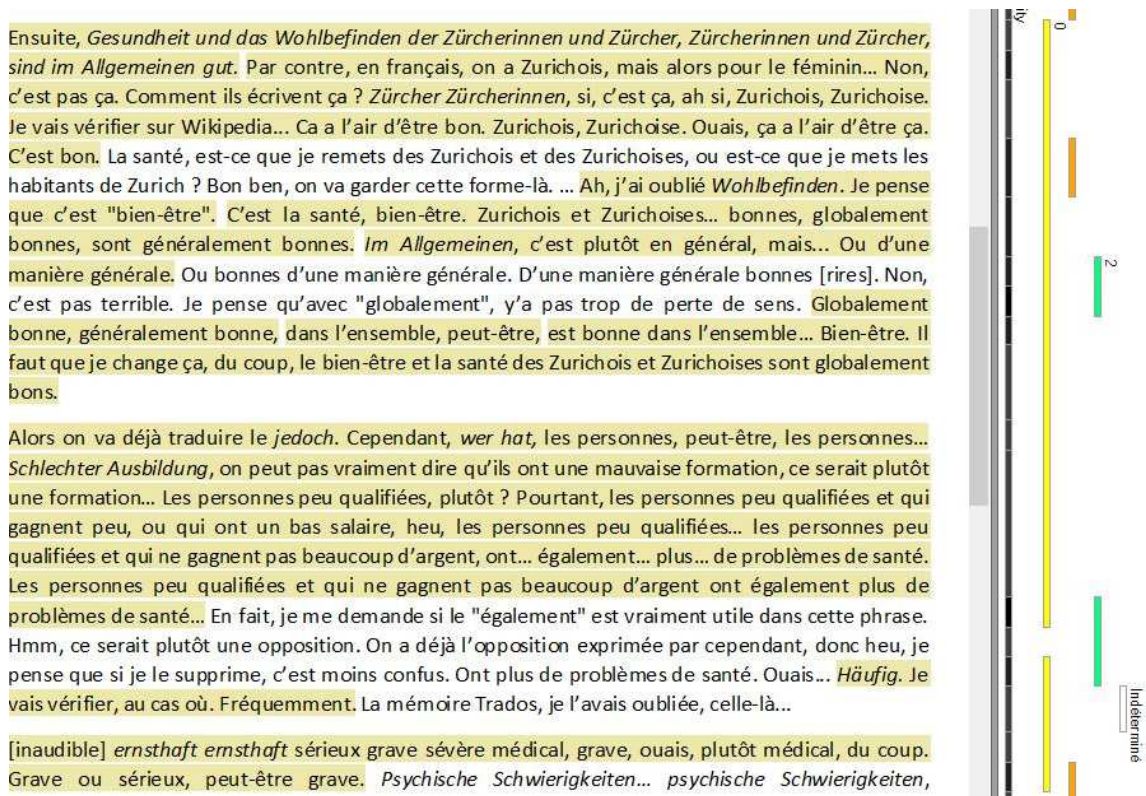 Ensuite, Gesundheit und das Wohlbefinden der Zürcherinnen und Zürcher, Zürcherinnen und Zürcher,
sind im Allgemeinen gut. Par contre, en français, on a Zurichois, mais alors pour le féminin... Non,
c'est pas ça. Comment ils écrivent ça ? Zürcher Zürcherinnen, si, c'est ça, ah si, Zurichois, Zurichoise.
Je vais vérifier sur Wikipedia... Ca a l'air d'être bon. Zurichois, Zurichoise. Ouais, ça a l'air d'être ça.
C'est bon. La santé, est-ce que je remets des Zurichois et des Zurichoises, ou est-ce que je mets les
habitants de Zurich ? Bon ben, on va garder cette forme-là. ... Ah, j'ai oublié Wohlbefinden. Je pense
que c'est "bien-être". C'est la santé, bien-être. Zurichois et Zurichoises... bonnes, globalement
bonnes, sont généralement bonnes. Im Allgemeinen, c'est plutôt en général, mais... Ou d'une
manière générale. Ou bonnes d'une manière générale. D'une manière générale bonnes [rires]. Non,
c'est pas terrible. Je pense qu'avec "globalement", y'a pas trop de perte de sens. Globalement
bonne, généralement bonne, dans l'ensemble, peut-être, est bonne dans l'ensemble... Bien-être. Il
faut que je change ça, du coup, le bien-être et la santé des Zurichois et Zurichoises sont globalement
bons.
Alors on va déjà traduire le jedoch. Cependant, wer hat, les personnes, peut-être, les personnes...
Schlechter Ausbildung, on peut pas vraiment dire qu'ils ont une mauvaise formation, ce serait plutôt
une formation... Les personnes peu qualifiées, plutôt ? Pourtant, les personnes peu qualifiées et qui
gagnent peu, ou qui ont un bas salaire, heu, les personnes peu qualifiées... les personnes peu
qualifiées et qui ne gagnent pas beaucoup d'argent, ont... également... plus... de problèmes de santé.
Les personnes peu qualifiées et qui ne gagnent pas beaucoup d'argent ont également plus de
problèmes de santé... En fait, je me demande si le "également" est vraiment utile dans cette phrase.
Hmm, ce serait plutôt une opposition. On a déjà l'opposition exprimée par cependant, donc heu, je
pense que si je le supprime, c'est moins confus. Ont plus de problèmes de santé. Ouais... Häufig. Je
vais vérifier, au cas où. Fréquemment. La mémoire Trados, je l'avais oubliée, celle-là...
[inaudible] ernsthaft ernsthaft sérieux grave sévère médical, grave, ouais, plutôt médical, du coup.
Grave ou sérieux, peut-être grave. Psychische Schwierigkeiten... psychische Schwierigkeiten,
ity
0
2
Indéterminé